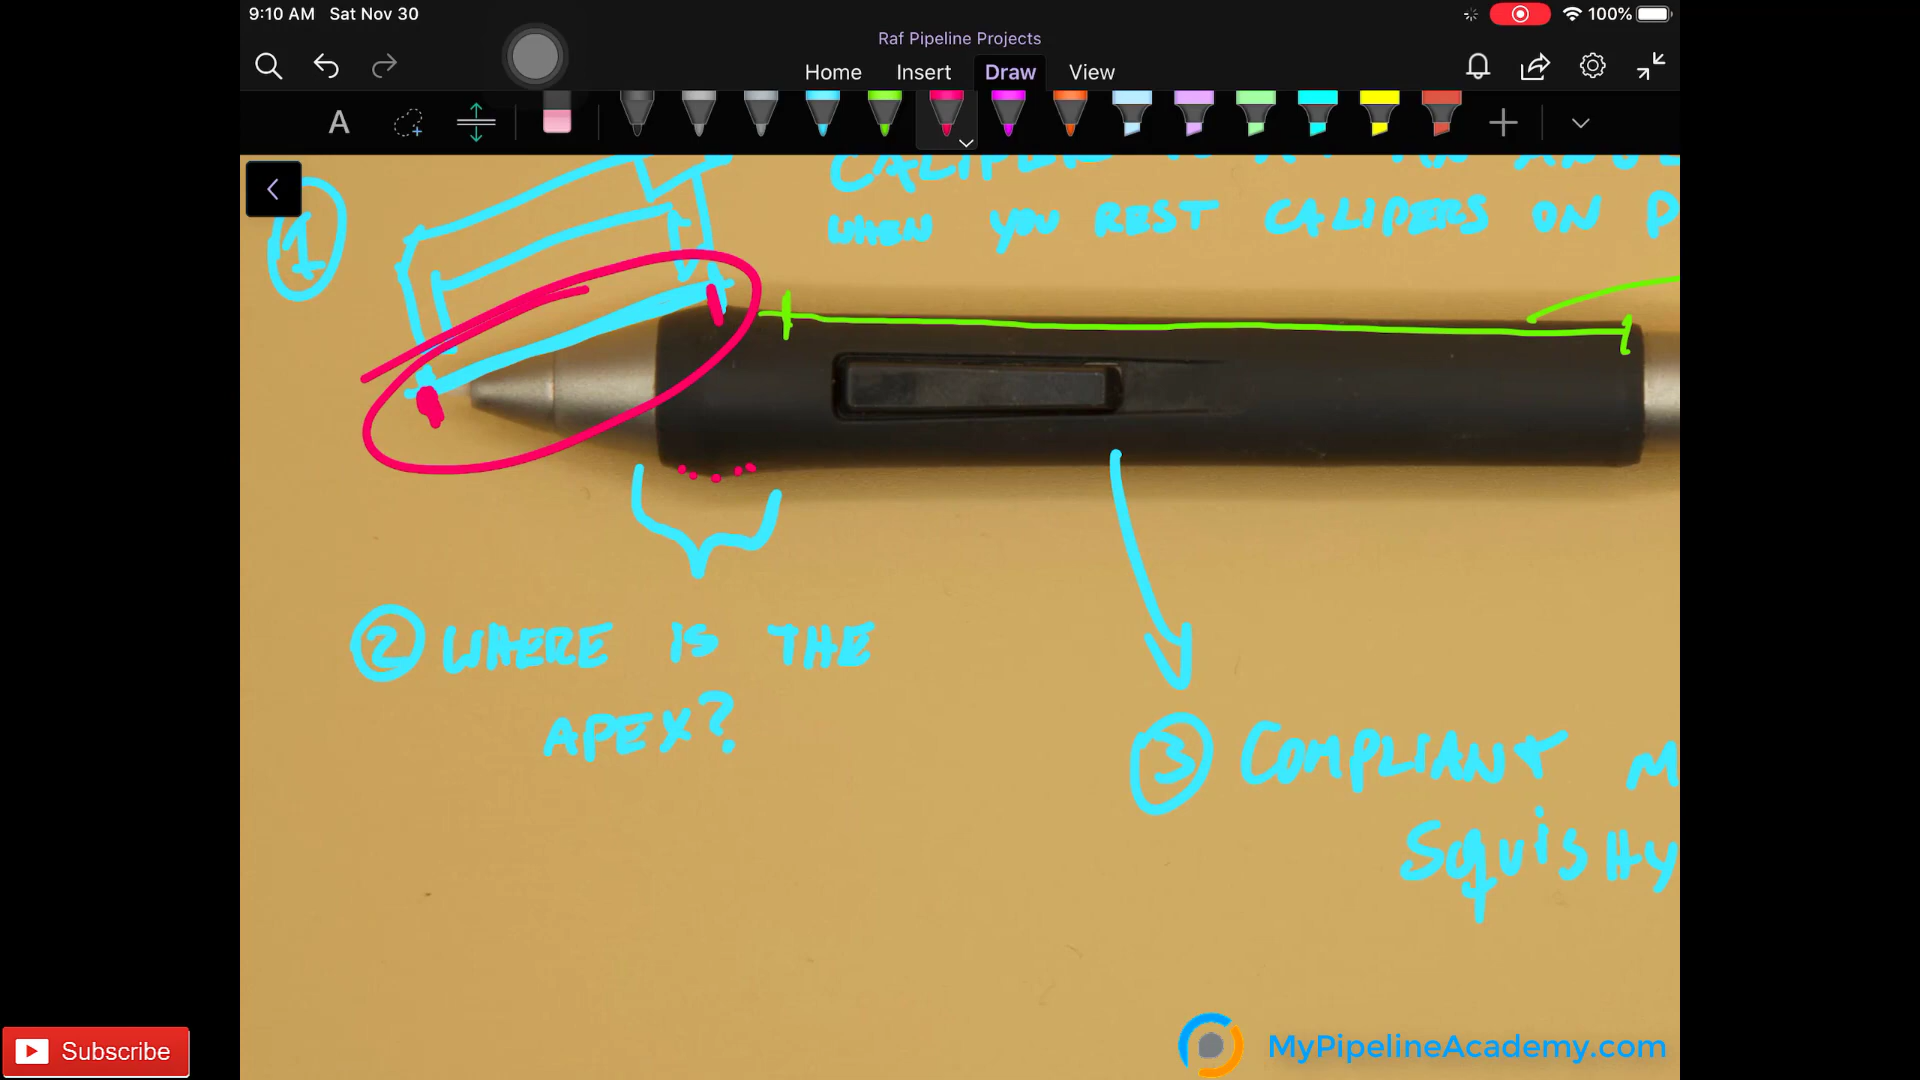 9:10 AM Sat Nov 30
100%
Raf Pipeline Projects
Home Insert Draw View
A
1
WHEN YOU REST CALIPERS ON P
2 WHERE IS THE
APEX?
3 COMPLIANT M
SQUISHY
Subscribe
MyPipelineAcademy.com